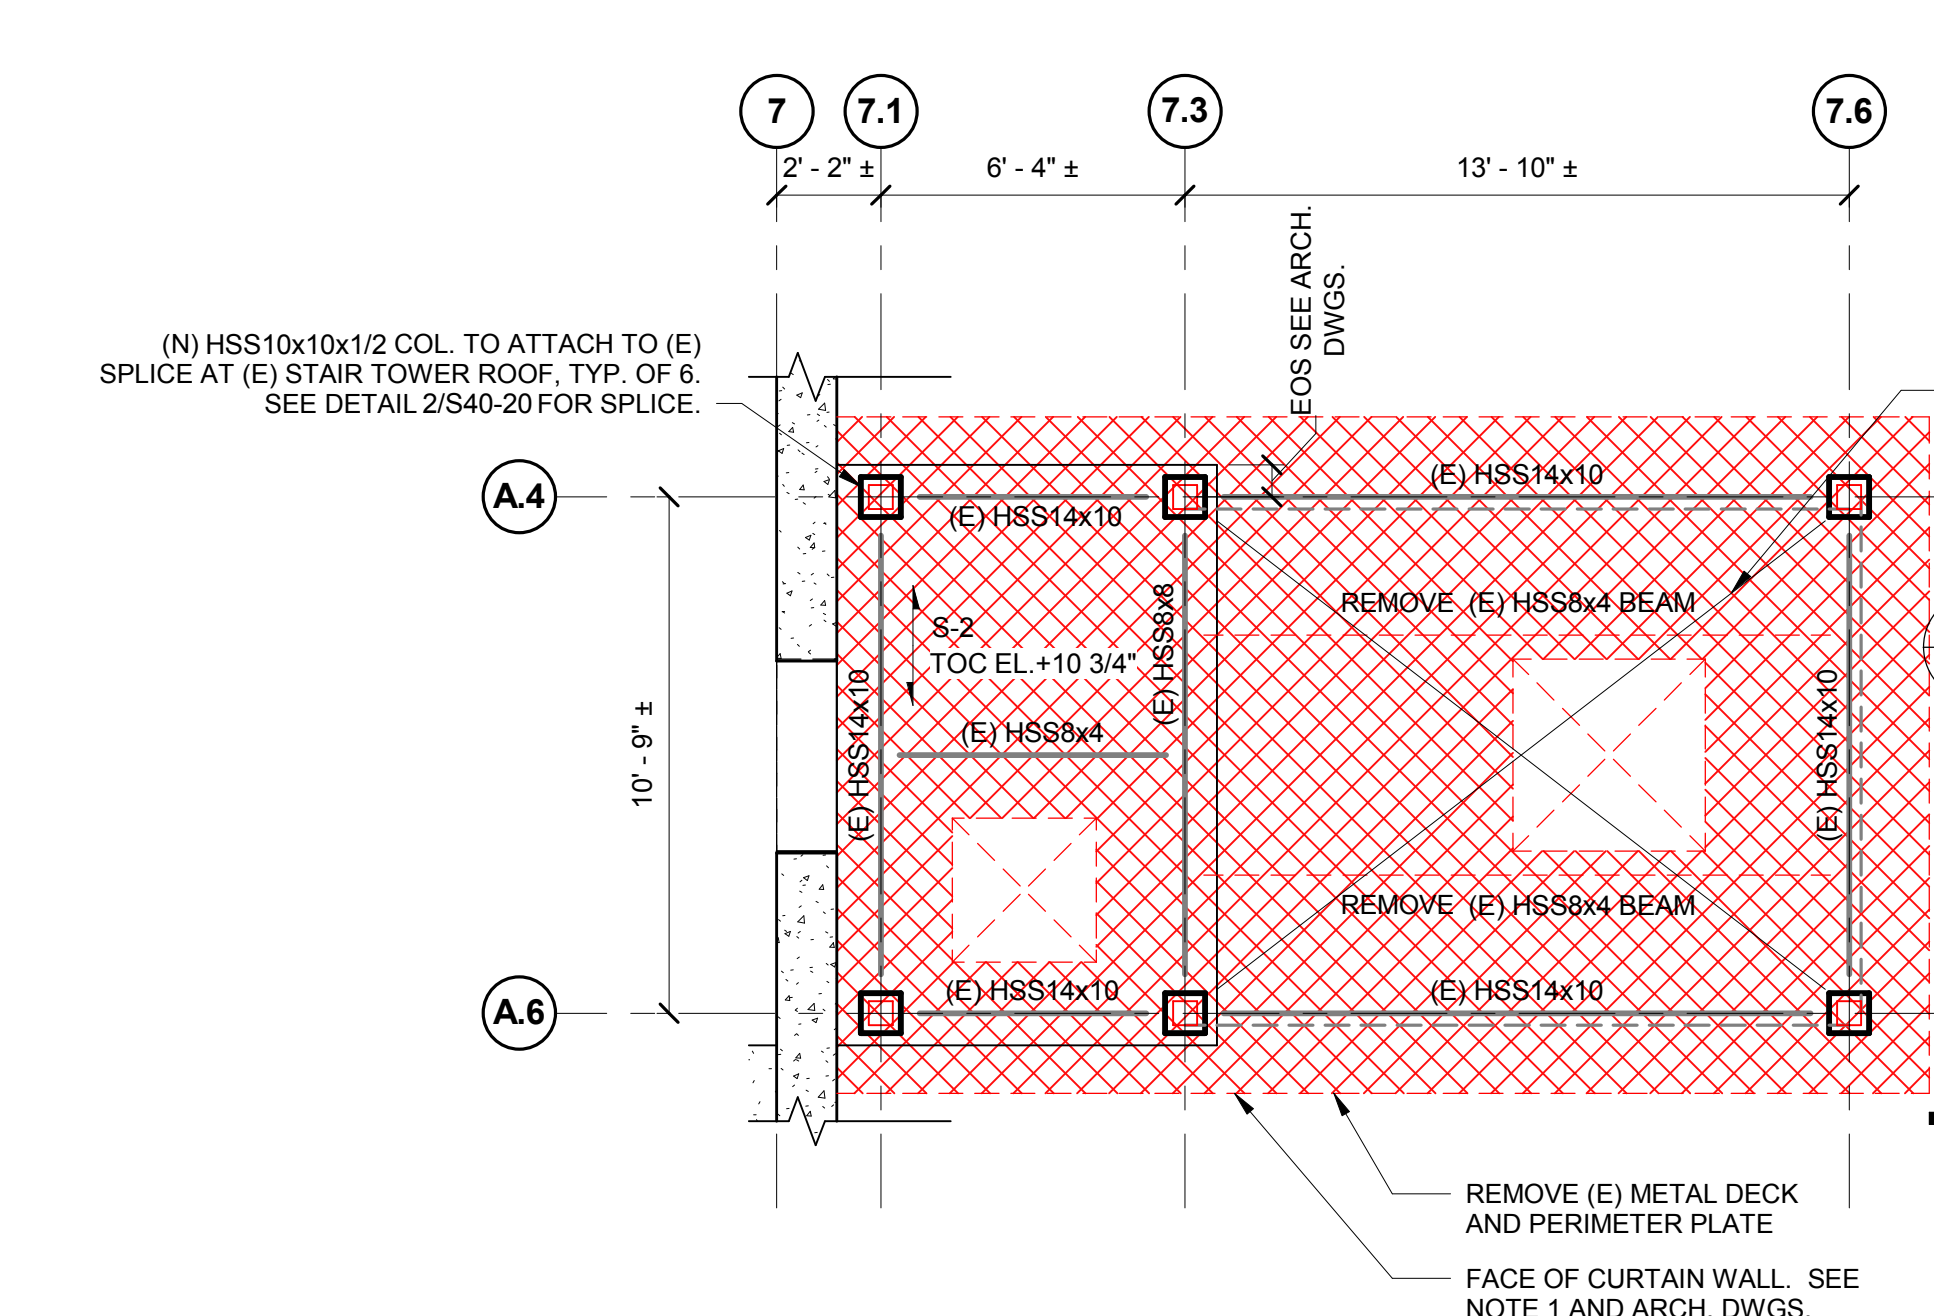 7
7.1
7.3
7.6
2' - 2" ±
6' - 4" ±
13' - 10" ±
EOS SEE ARCH.
DWGS.
(N) HSS10x10x1/2 COL. TO ATTACH TO (E)
SPLICE AT (E) STAIR TOWER ROOF, TYP. OF 6.
SEE DETAIL 2/S40-20 FOR SPLICE.
A.4
(E) HSS14x10
(E) HSS14x10
REMOVE (E) HSS8x4 BEAM
S-2
TOC EL.+10 3/4"
(E) HSS8x8
(E) HSS14x10
(E) HSS8x4
(E) HSS14x10
10' - 9" ±
REMOVE (E) HSS8x4 BEAM
(E) HSS14x10
(E) HSS14x10
A.6
REMOVE (E) METAL DECK
AND PERIMETER PLATE
FACE OF CURTAIN WALL. SEE
NOTE 1 AND ARCH. DWGS.